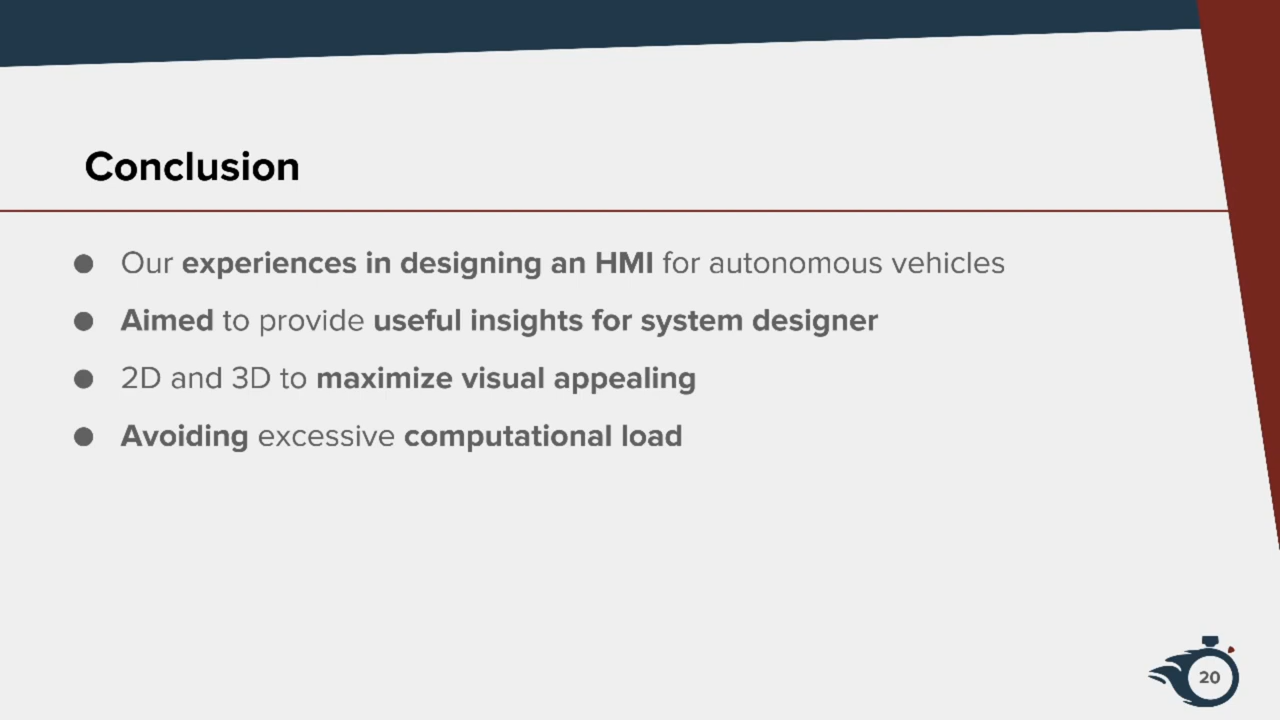 Conclusion
● Our experiences in designing an HMI for autonomous vehicles
● Aimed to provide useful insights for system designer
● 2D and 3D to maximize visual appealing
● Avoiding excessive computational load
20